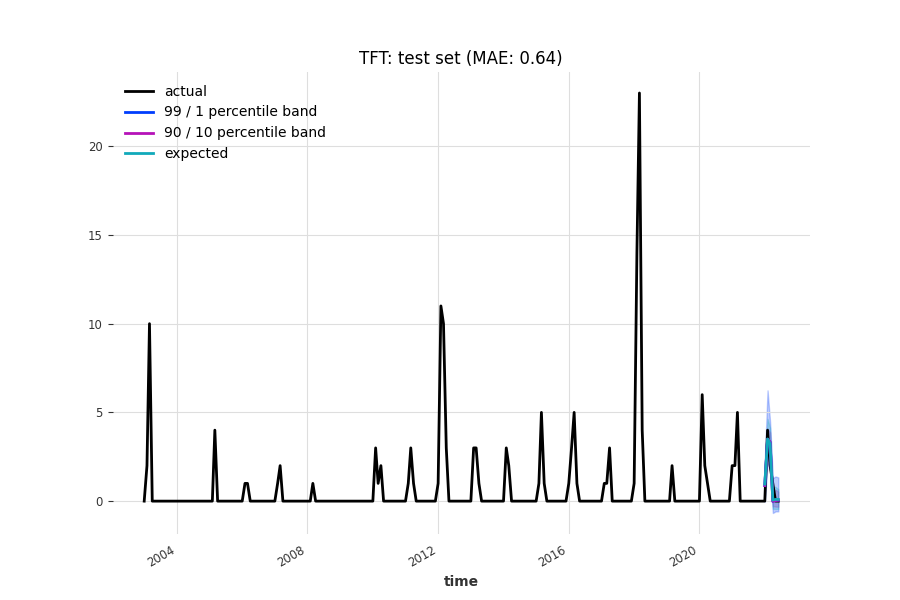 TFT: test set (MAE: 0.64)
actual
99 / 1 percentile band
90 / 10 percentile band
expected
20
15
10
5
0
2004
2008
2012
2016
2020
time